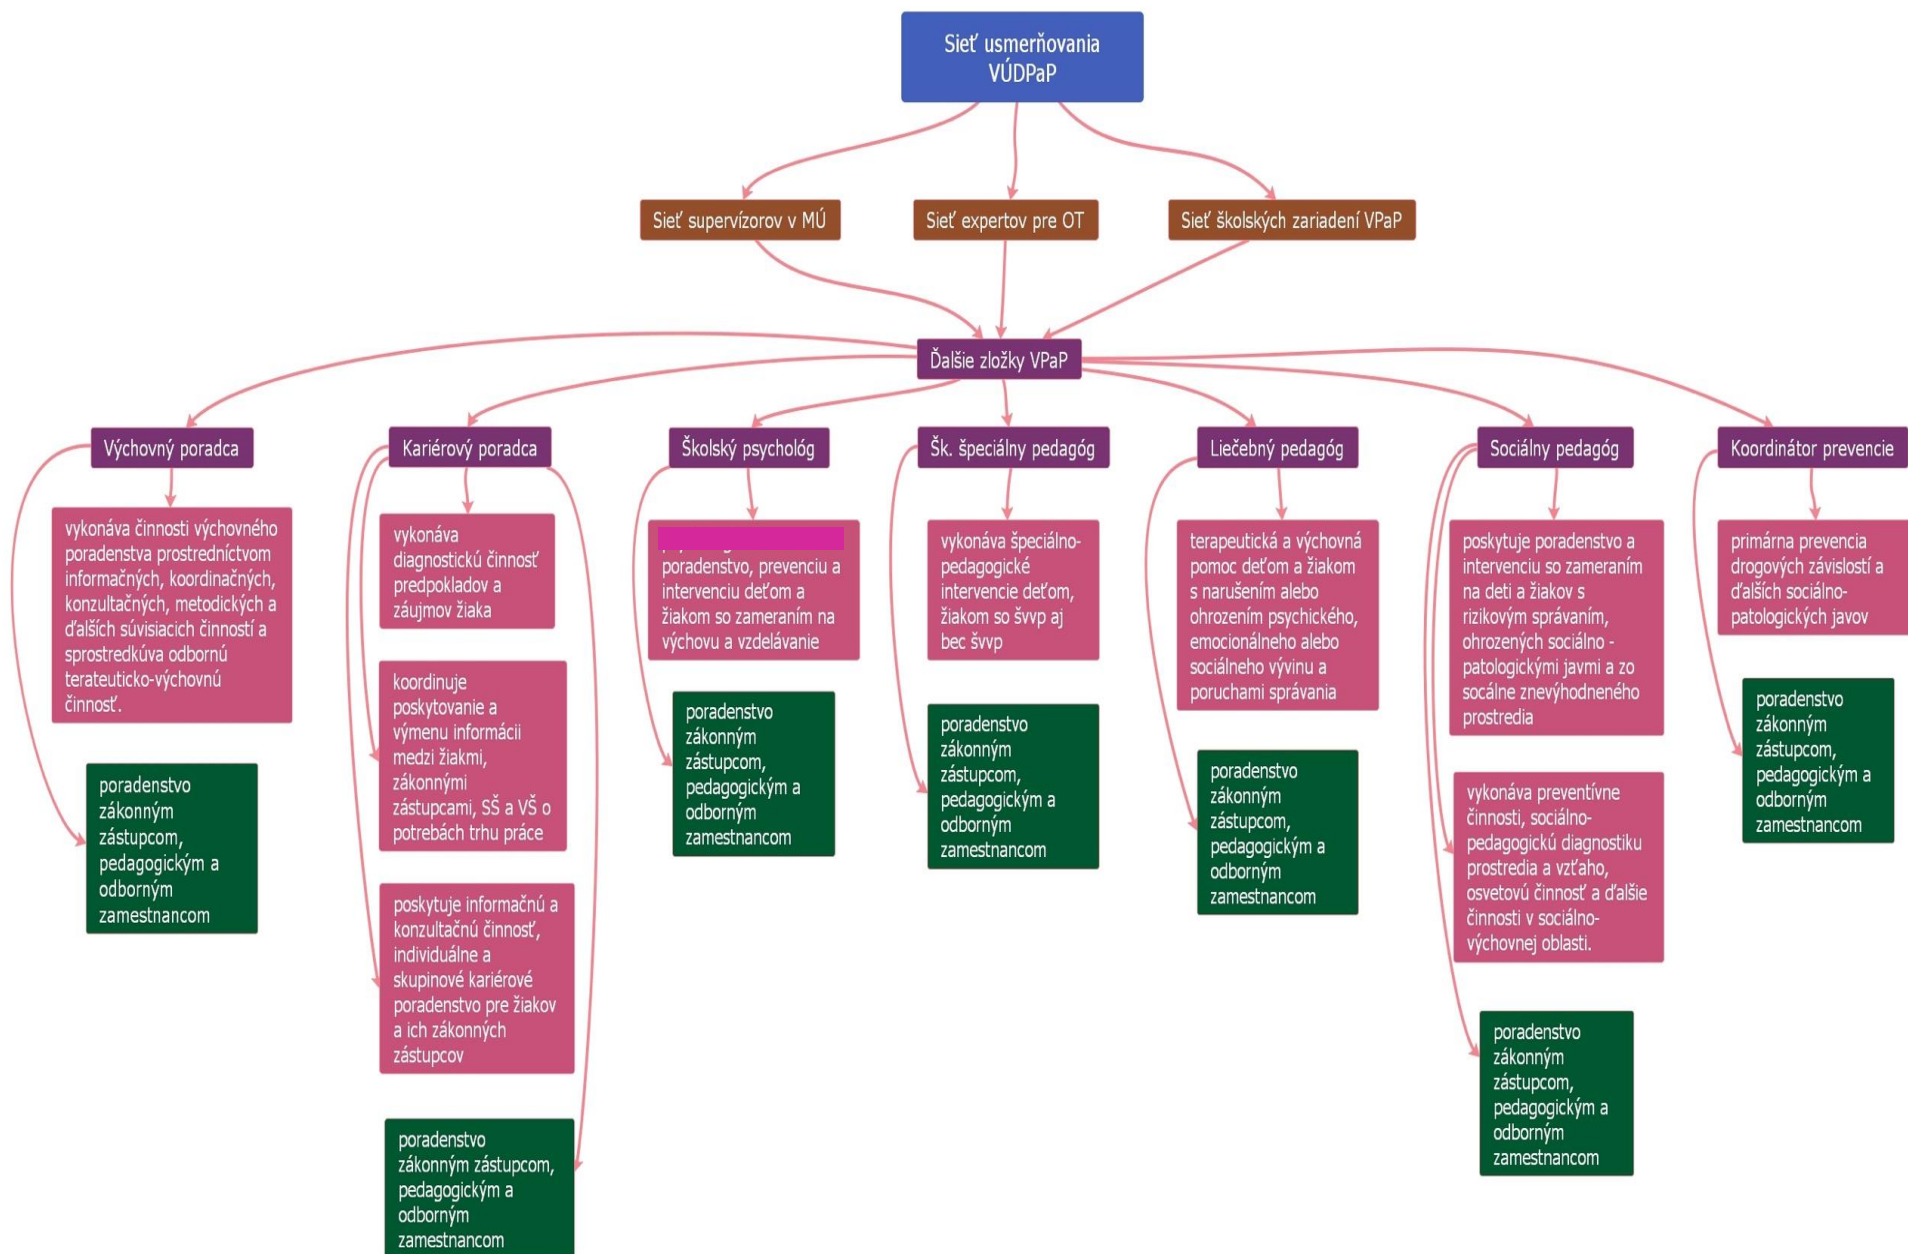 Sieť usmerňovania
VÚDPaP
Sieť supervízorov v MÚ
Sieť expertov pre OT
Sieť školských zariadení VPaP
Ďalšie zložky VPaP
Výchovný poradca
Kariérový poradca
Školský psychológ
Šk. špeciálny pedagóg
Liečebný pedagóg
Sociálny pedagóg
Koordinátor prevencie
vykonáva činnosti výchovného
poradenstva prostredníctvom
informačných, koordinačných,
konzultačných, metodických a
ďalších súvisiacich činností a
sprostredkúva odbornú
terateuticko-výchovnú
činnosť.
poradenstvo
zákonným
zástupcom,
pedagogickým a
odborným
zamestnancom
vykonáva
diagnostickú činnosť
predpokladov a
záujmov žiaka
koordinuje
poskytovanie a
výmenu informácii
medzi žiakmi,
zákonnými
zástupcami, SŠ a VŠ o
potrebách trhu práce
poskytuje informačnú a
konzultačnú činnosť,
individuálne a
skupinové kariérové
poradenstvo pre žiakov
a ich zákonných
zástupcov
poradenstvo
zákonným zástupcom,
pedagogickým a
odborným
zamestnancom
poradenstvo, prevenciu a
intervenciu deťom a
žiakom so zameraním na
výchovu a vzdelávanie
poradenstvo
zákonným
zástupcom,
pedagogickým a
odborným
zamestnancom
vykonáva špeciálno-
pedagogické
intervencie deťom,
žiakom so švvp aj
bec švvp
poradenstvo
zákonným
zástupcom,
pedagogickým a
odborným
zamestnancom
terapeutická a výchovná
pomoc deťom a žiakom
s narušením alebo
ohrozením psychického,
emocionálneho alebo
sociálneho vývinu a
poruchami správania
poradenstvo
zákonným
zástupcom,
pedagogickým a
odborným
zamestnancom
poskytuje poradenstvo a
intervenciu so zameraním
na deti a žiakov s
rizikovým správaním,
ohrozených sociálno -
patologickými javmi a zo
socálne znevýhodneného
prostredia
vykonáva preventívne
činnosti, sociálno-
pedagogickú diagnostiku
prostredia a vzťaho,
osvetovú činnosť a ďalšie
činnosti v sociálno-
výchovnej oblasti.
poradenstvo
zákonným
zástupcom,
pedagogickým a
odborným
zamestnancom
primárna prevencia
drogových závislostí a
ďalších sociálno-
patologických javov
poradenstvo
zákonným
zástupcom,
pedagogickým a
odborným
zamestnancom